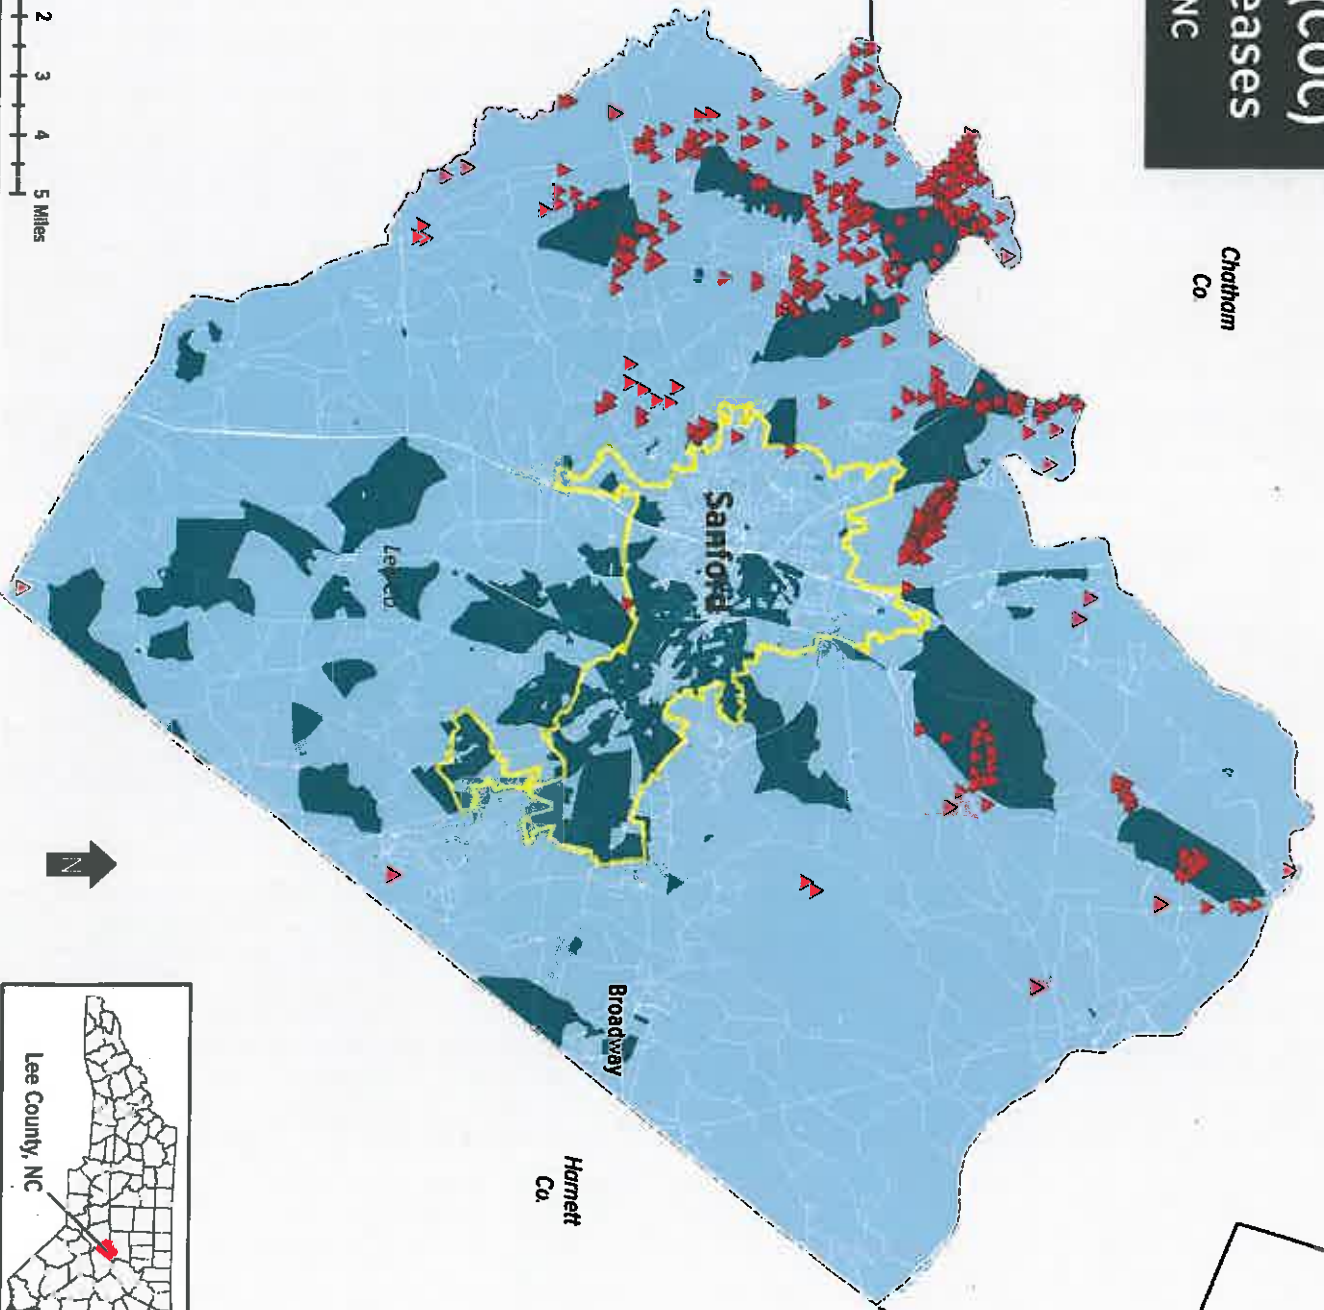 (COC)
eases
NC
Chatham
Co.
Sanford
Broadway
Harnett
Co.
2 3 4 5 Miles
N
Lee County, NC